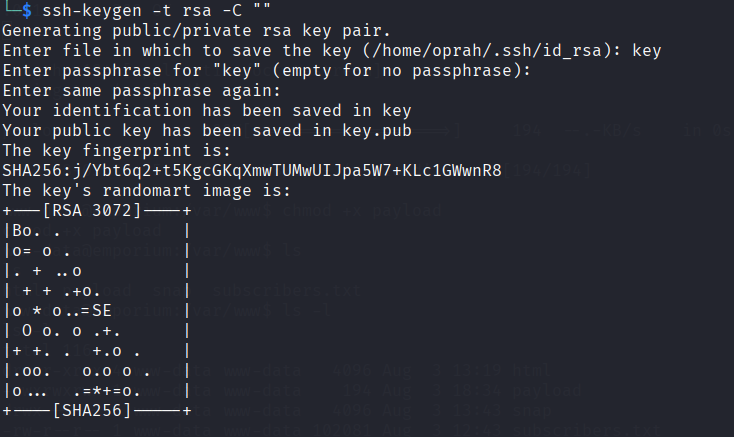 └─$ ssh-keygen -t rsa -C ""
Generating public/private rsa key pair.
Enter file in which to save the key (/home/oprah/.ssh/id_rsa): key
Enter passphrase for "key" (empty for no passphrase):
Enter same passphrase again:
Your identification has been saved in key
Your public key has been saved in key.pub
The key fingerprint is:
SHA256:j/Ybt6q2+t5KgcGKqXmwTUMwUIJpa5W7+KLc1GWwnR8
The key's randomart image is:
+---[RSA 3072]----+
|Bo. .            |
|o= o .           |
|. + ..o          |
| + + .+o.        |
|o * o..=SE       |
| O o. o .+.      |
|+ +. .  +.o .    |
|.oo.   o.o o .   |
|o...  .=*+=o.    |
+----[SHA256]-----+